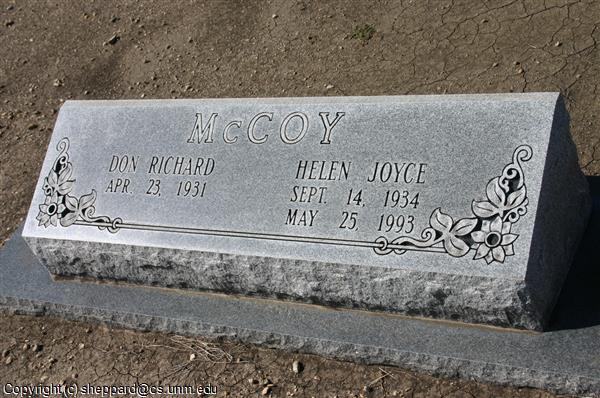 McCOY
DON RICHARD
APR. 23, 1931
HELEN JOYCE
SEPT. 14, 1934
MAY 25, 1993
Copyright (c) sheppard@cs.unm.edu